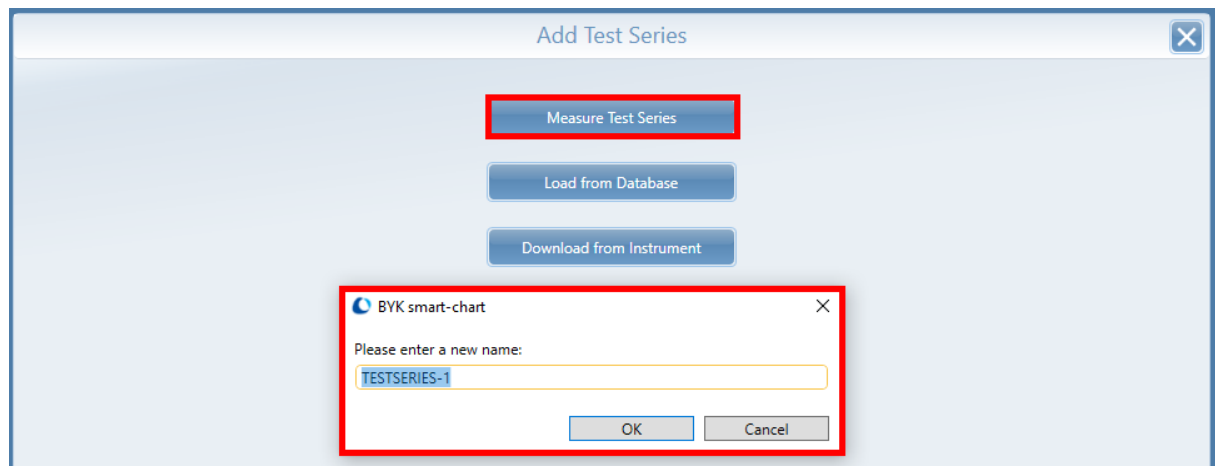 Add Test Series
Measure Test Series
Load from Database
Download from Instrument
BYK smart-chart
Please enter a new name:
TESTSERIES-1
OK Cancel